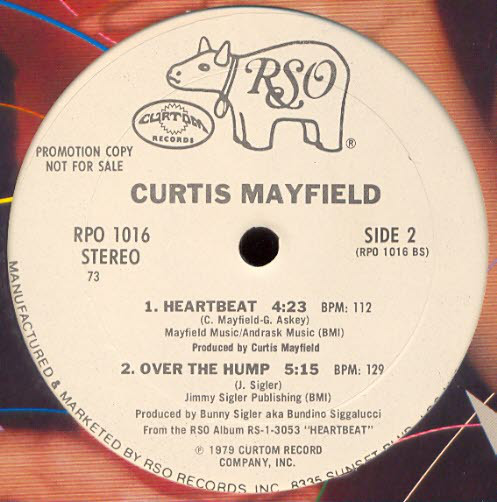 RSO
®
CURTOM
RECORDS
PROMOTION COPY
NOT FOR SALE
CURTIS MAYFIELD
RPO 1016
STEREO
73
SIDE 2
(RPO 1016 BS)
1. HEARTBEAT 4:23 BPM: 112
(C. Mayfield-G. Askey)
Mayfield Music/Andrask Music (BMI)
Produced by Curtis Mayfield
2. OVER THE HUMP 5:15 BPM: 129
(J. Sigler)
Jimmy Sigler Publishing (BMI)
Produced by Bunny Sigler aka Bundino Siggalucci
From the RSO Album RS-1-3053 "HEARTBEAT"
℗ 1979 CURTOM RECORD
COMPANY, INC.
MANUFACTURED & MARKETED BY RSO RECORDS, INC. 8335 SUNSET